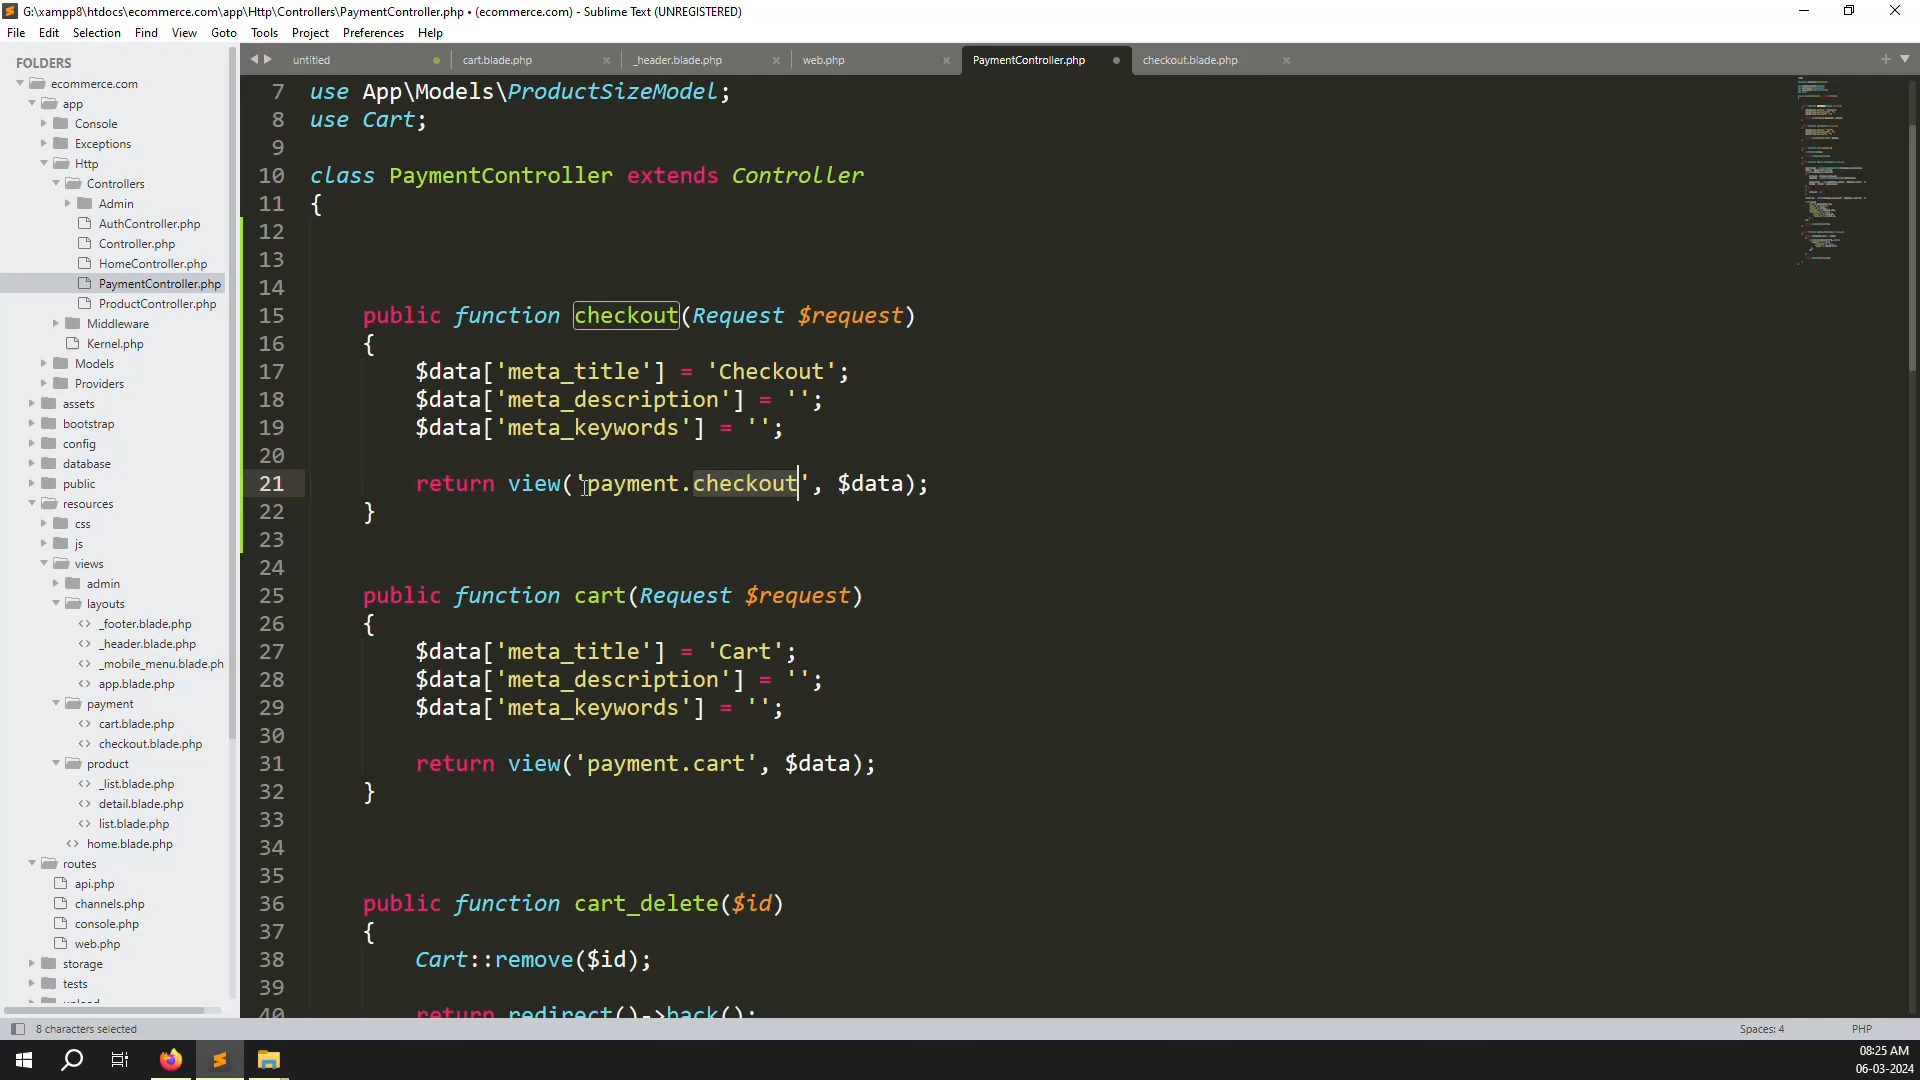 G:\xampp8\htdocs\ecommerce.com\app\Http\Controllers\PaymentController.php • (ecommerce.com) - Sublime Text (UNREGISTERED)
File Edit Selection Find View Goto Tools Project Preferences Help
FOLDERS
ecommerce.com
app
Console
Exceptions
Http
Controllers
Admin
AuthController.php
Controller.php
HomeController.php
PaymentController.php
ProductController.php
Middleware
Kernel.php
Models
Providers
assets
bootstrap
config
database
public
resources
css
js
views
admin
layouts
_footer.blade.php
_header.blade.php
_mobile_menu.blade.ph
app.blade.php
payment
cart.blade.php
checkout.blade.php
product
_list.blade.php
detail.blade.php
list.blade.php
home.blade.php
routes
api.php
channels.php
console.php
web.php
storage
tests
upload
untitled cart.blade.php _header.blade.php web.php PaymentController.php checkout.blade.php
7 use App\Models\ProductSizeModel;
8 use Cart;
9
10 class PaymentController extends Controller
11 {
12
13
14
15 public function checkout(Request $request)
16 {
17 $data['meta_title'] = 'Checkout';
18 $data['meta_description'] = '';
19 $data['meta_keywords'] = '';
20
21 return view('payment.checkout', $data);
22 }
23
24
25 public function cart(Request $request)
26 {
27 $data['meta_title'] = 'Cart';
28 $data['meta_description'] = '';
29 $data['meta_keywords'] = '';
30
31 return view('payment.cart', $data);
32 }
33
34
35
36 public function cart_delete($id)
37 {
38 Cart::remove($id);
39
40 return redirect()->back();
8 characters selected Spaces: 4 PHP
08:25 AM
06-03-2024